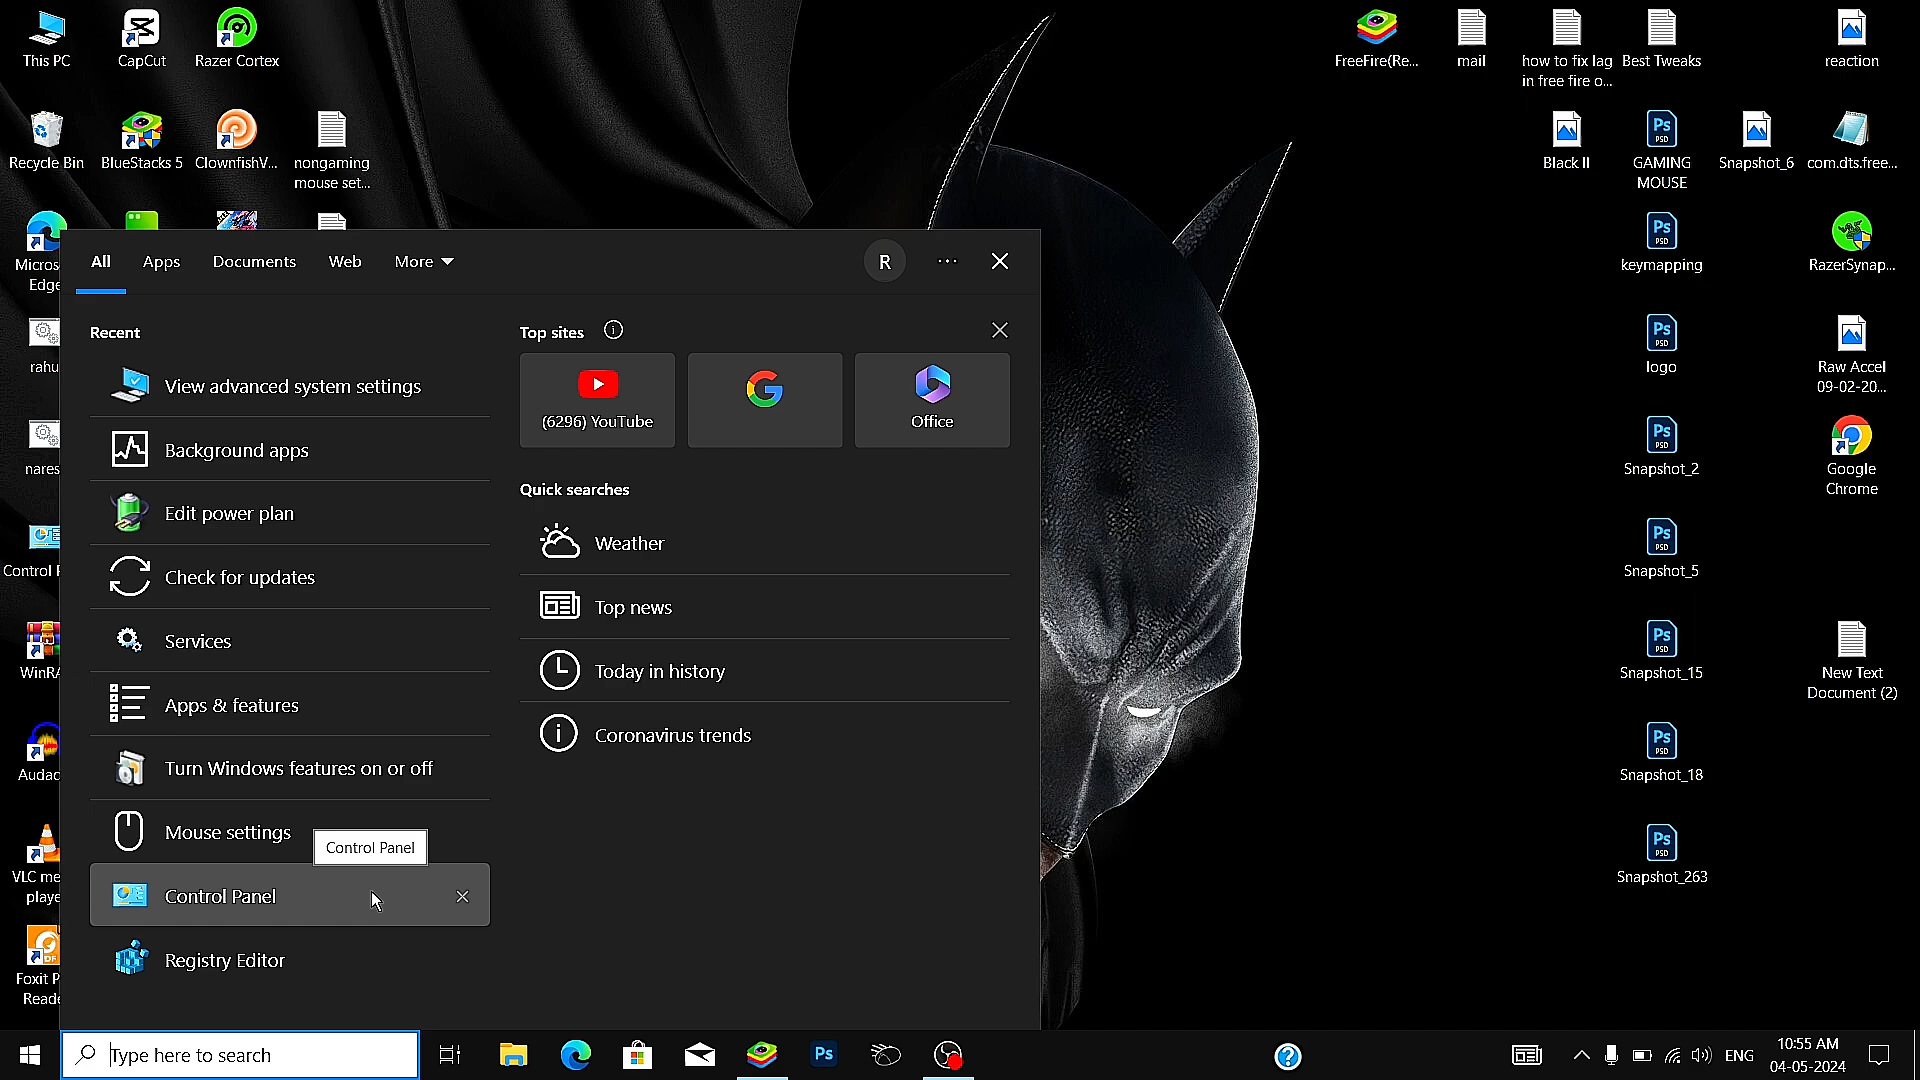 This PC
CapCut
Razer Cortex
FreeFire(Re...
mail
how to fix lag
in free fire o...
Best Tweaks
reaction
Recycle Bin
BlueStacks 5
ClownfishV...
nongaming
mouse set...
Black II
GAMING
MOUSE
Snapshot_6
com.dts.free...
Edge
keymapping
RazerSynap...
All
Apps
Documents
Web
More
R
Recent
View advanced system settings
Background apps
Edit power plan
Check for updates
Services
Apps & features
Turn Windows features on or off
Mouse settings
Control Panel
Control Panel
Registry Editor
Top sites
(6296) YouTube
Office
Quick searches
Weather
Top news
Today in history
Coronavirus trends
logo
Raw Accel
09-02-20...
Snapshot_2
Google
Chrome
Snapshot_5
Control
Snapshot_15
New Text
Document (2)
Snapshot_18
VLC me
playe
Snapshot_263
Foxit P
Reade
Type here to search
Ps
ENG
10:55 AM
04-05-2024